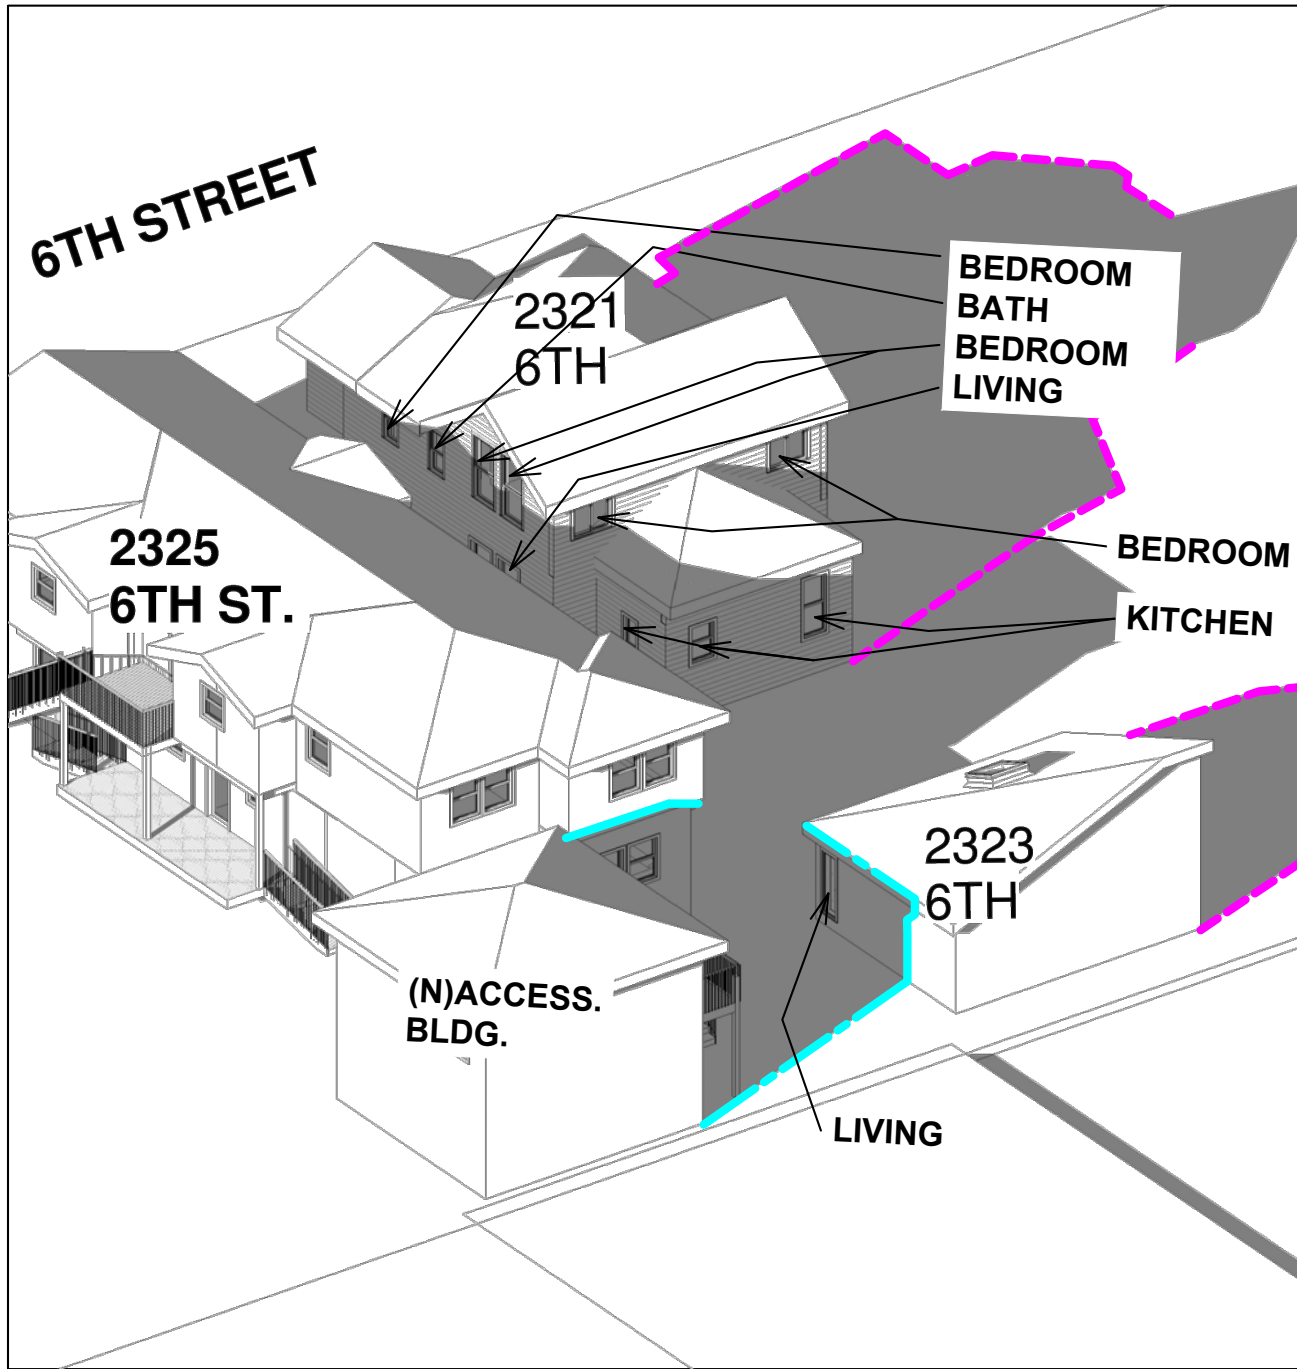 6TH STREET
2321
6TH
BEDROOM
BATH
BEDROOM
LIVING
2325
6TH ST.
BEDROOM
KITCHEN
2323
6TH
(N)ACCESS.
BLDG.
LIVING